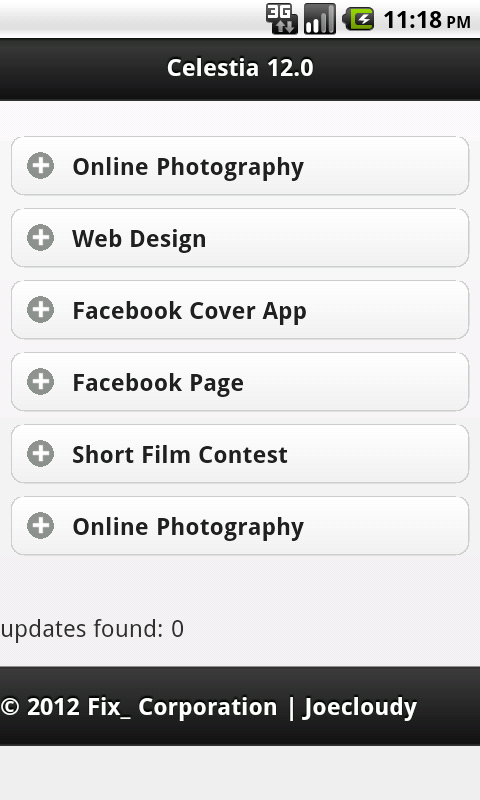 3G 11:18 PM
Celestia 12.0
Online Photography
Web Design
Facebook Cover App
Facebook Page
Short Film Contest
Online Photography
updates found: 0
© 2012 Fix_ Corporation | Joecloudy